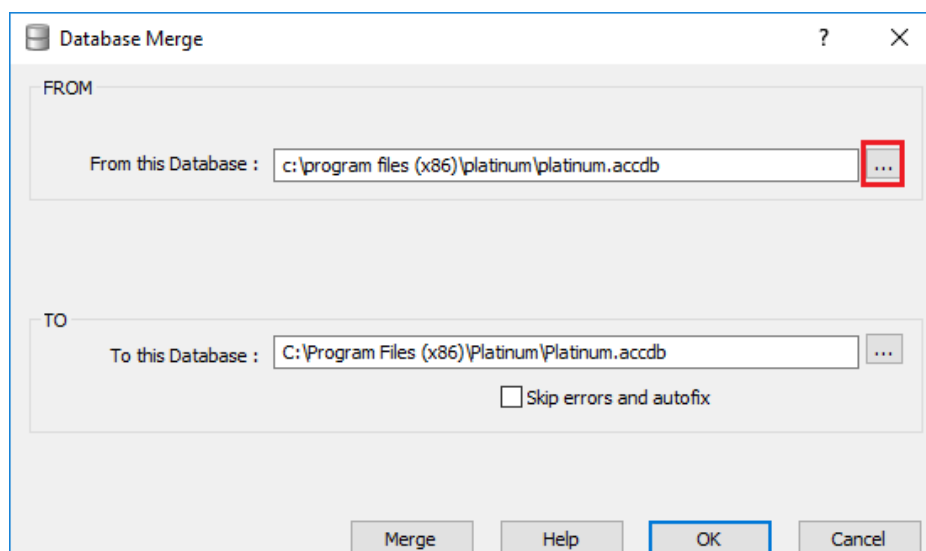 Database Merge ? ×
FROM
From this Database : c:\program files (x86)\platinum\platinum.accdb ...
TO
To this Database : C:\Program Files (x86)\Platinum\Platinum.accdb ...
Skip errors and autofix
Merge Help OK Cancel